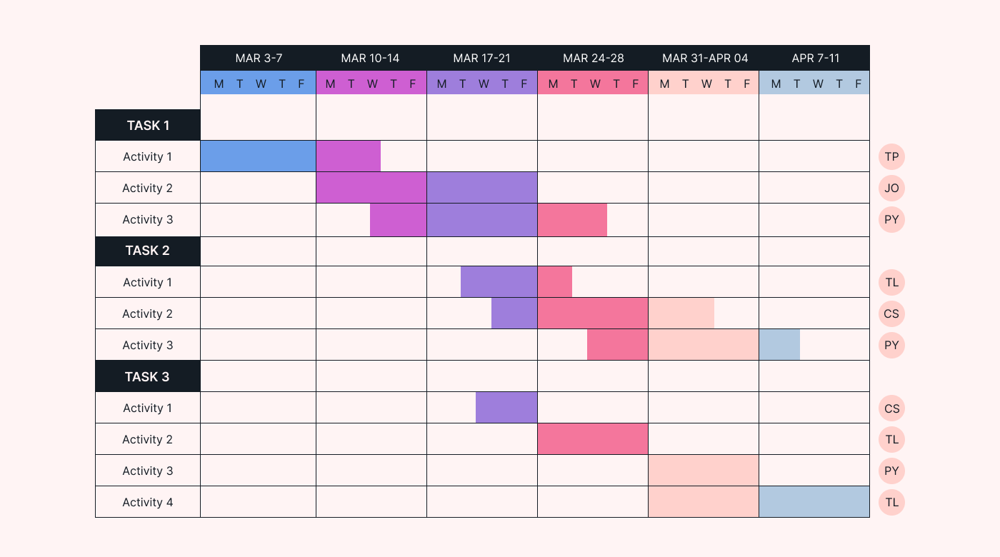 MAR 3-7 MAR 10-14 MAR 17-21 MAR 24-28 MAR 31-APR 04 APR 7-11
M T W T F M T W T F M T W T F M T W T F M T W T F M T W T F
TASK 1
Activity 1 TP
Activity 2 JO
Activity 3 PY
TASK 2
Activity 1 TL
Activity 2 CS
Activity 3 PY
TASK 3
Activity 1 CS
Activity 2 TL
Activity 3 PY
Activity 4 TL